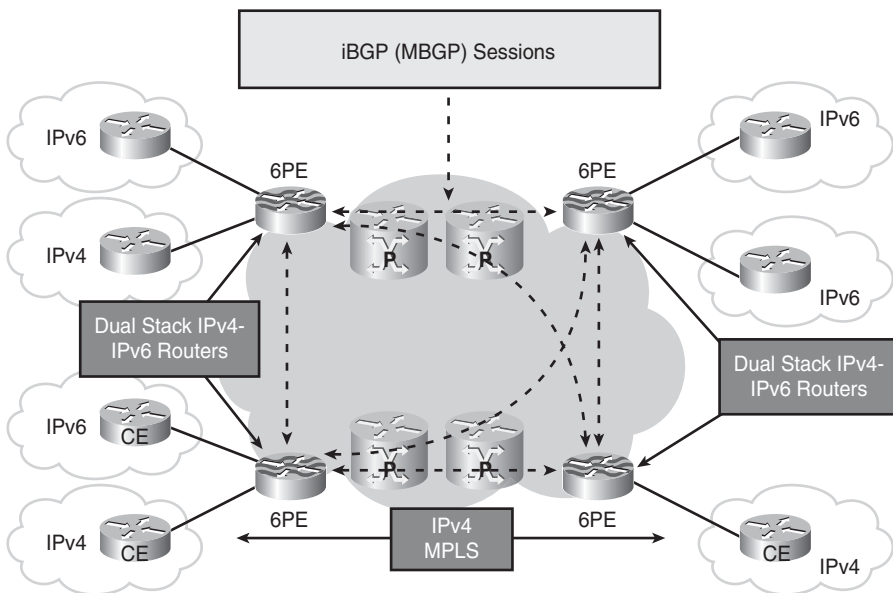 iBGP (MBGP) Sessions
IPv6
6PE
6PE
IPv6
IPv4
P
P
IPv6
Dual Stack IPv4-
IPv6 Routers
Dual Stack IPv4-
IPv6 Routers
IPv6
CE
P
P
IPv4
CE
6PE
IPv4
MPLS
6PE
CE
IPv4